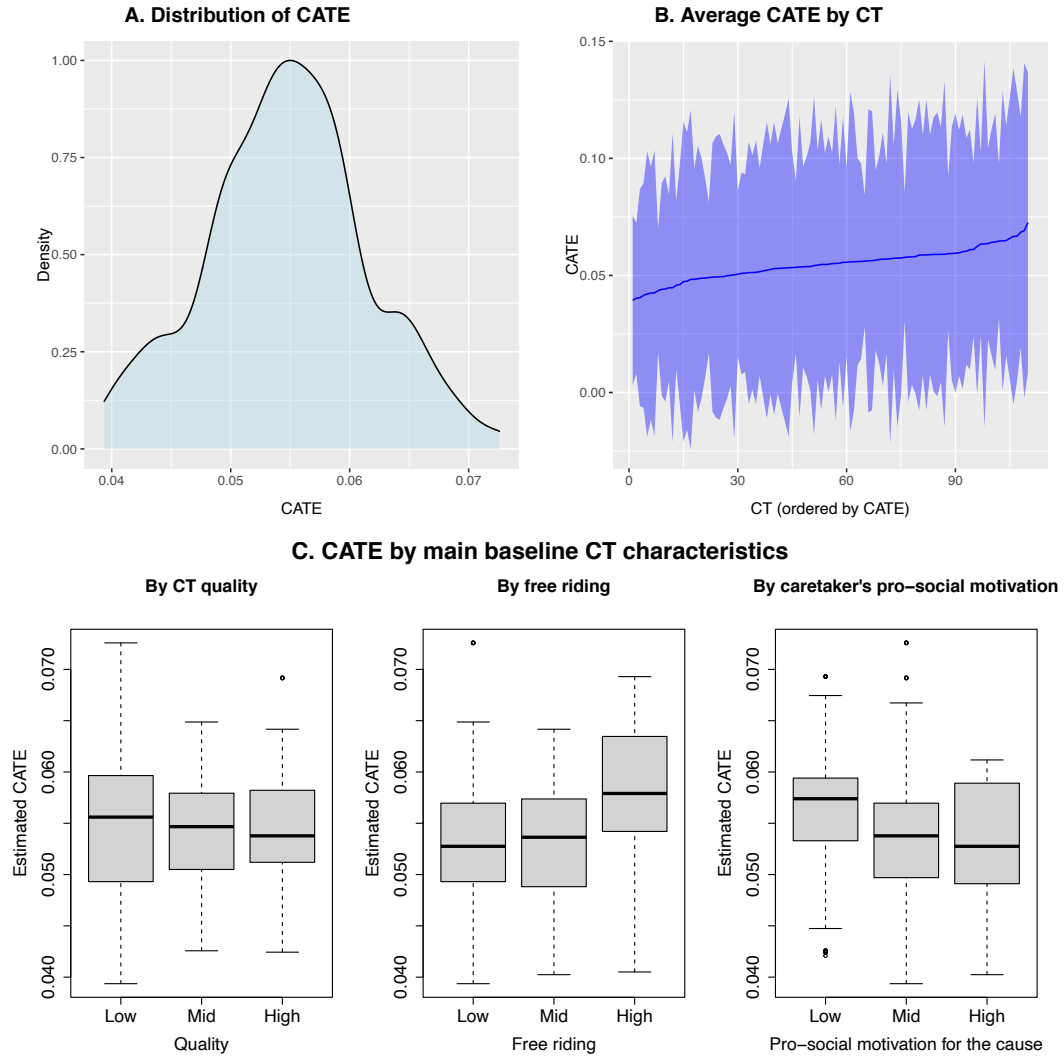 A. Distribution of CATE
1.00
0.75
0.50
0.25
0.00
Density
0.04 0.05 0.06 0.07
CATE
B. Average CATE by CT
0.15
0.10
0.05
0.00
CATE
0 30 60 90
CT (ordered by CATE)
C. CATE by main baseline CT characteristics
By CT quality
0.070
0.060
0.050
0.040
Estimated CATE
Low Mid High
Quality
By free riding
0.070
0.060
0.050
0.040
Estimated CATE
Low Mid High
Free riding
By caretaker's pro−social motivation
0.070
0.060
0.050
0.040
Estimated CATE
Low Mid High
Pro−social motivation for the cause